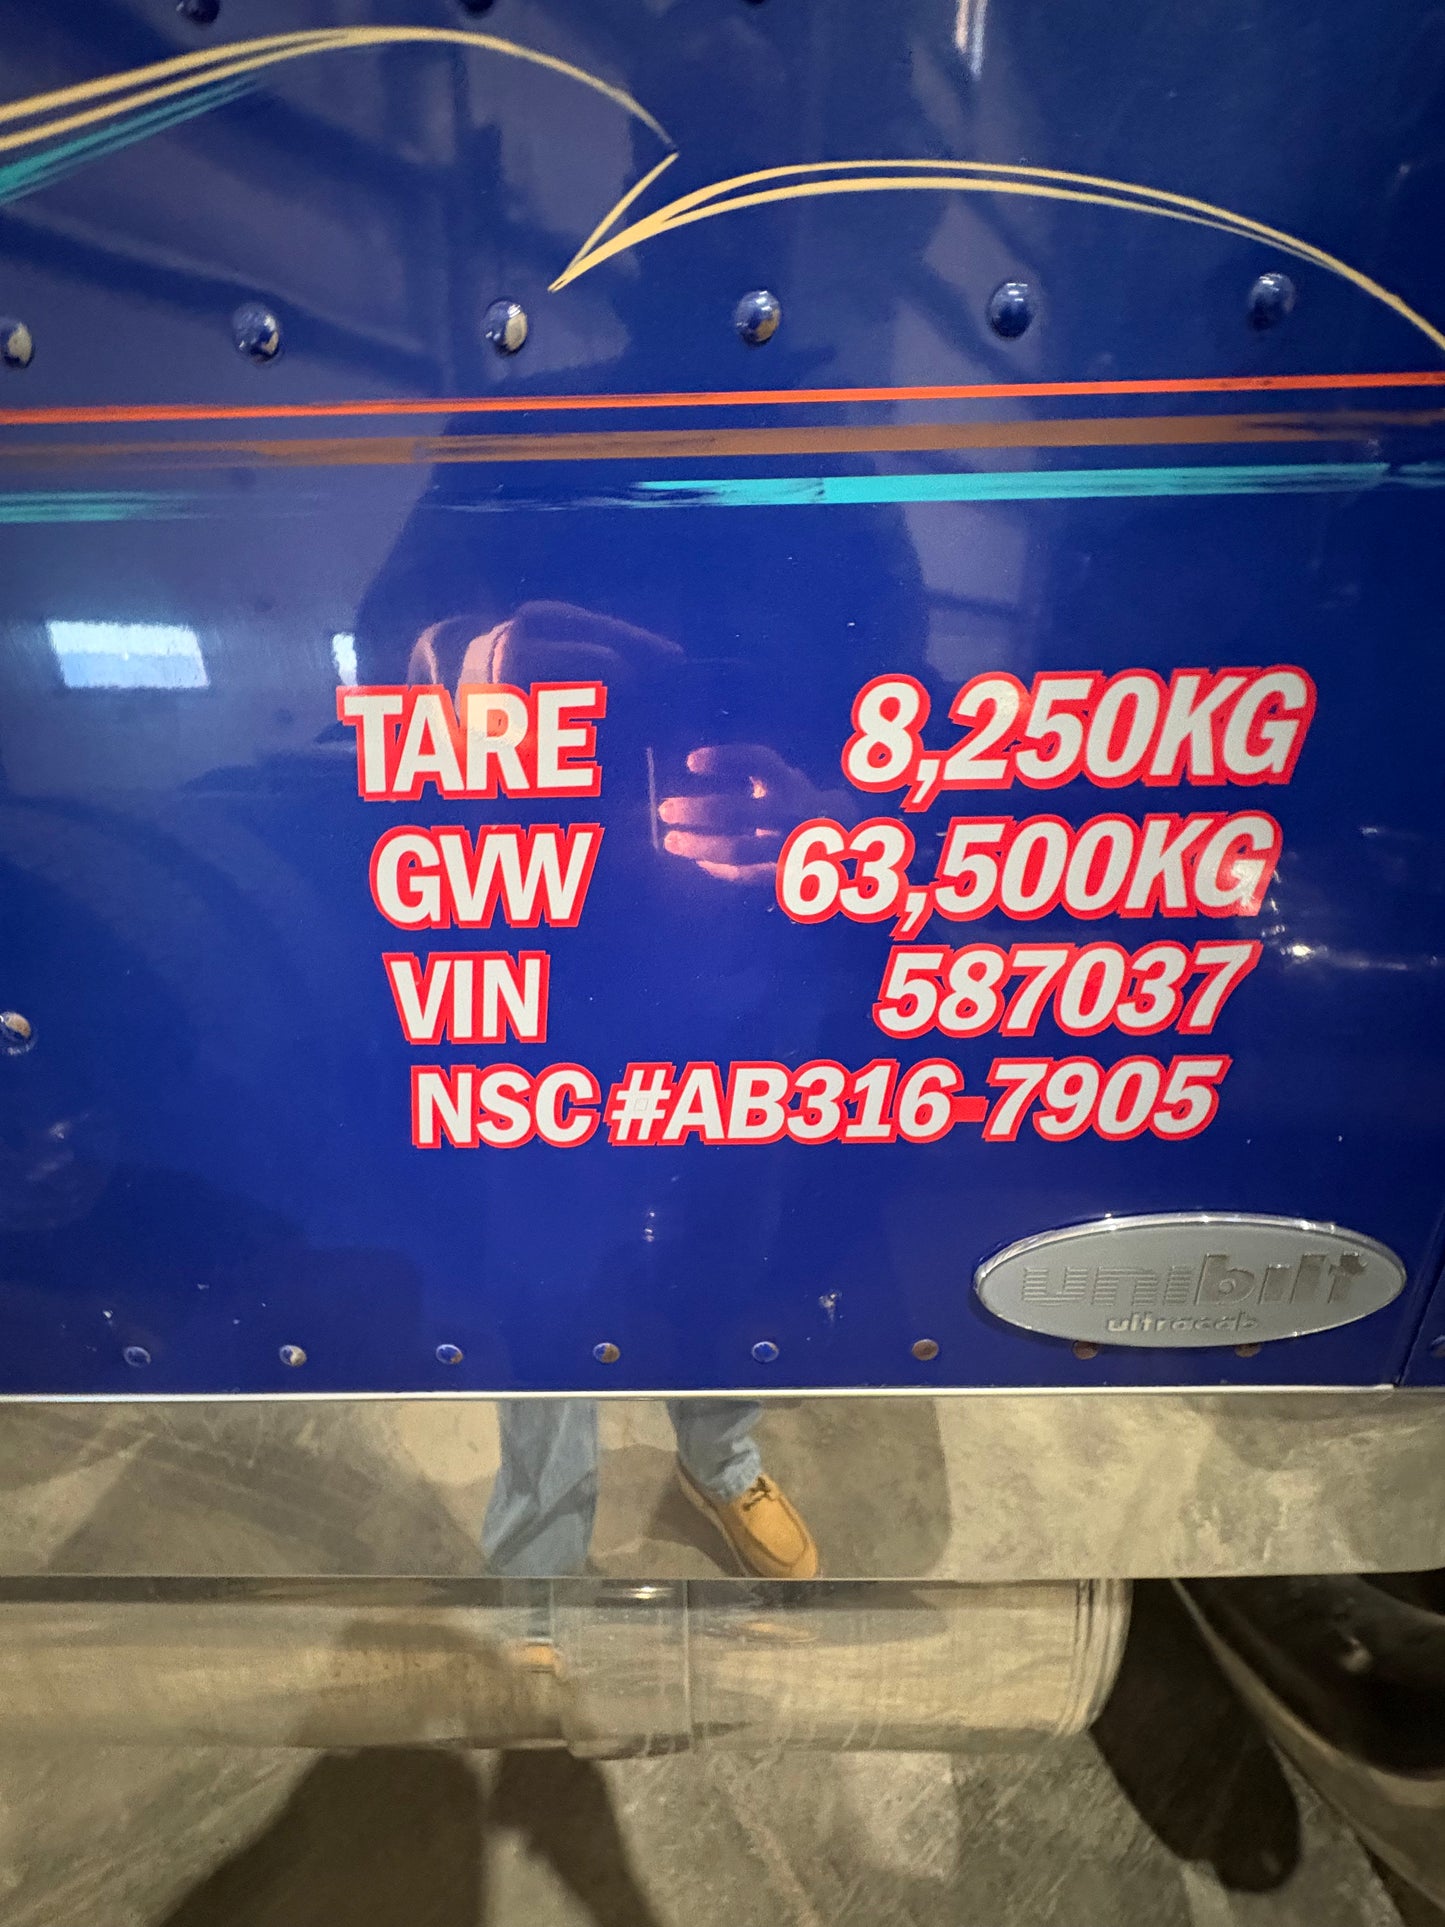 TARE 8,250KG
GVW 63,500KG
VIN 587037
NSC #AB316-7905
unibilt
ultracab